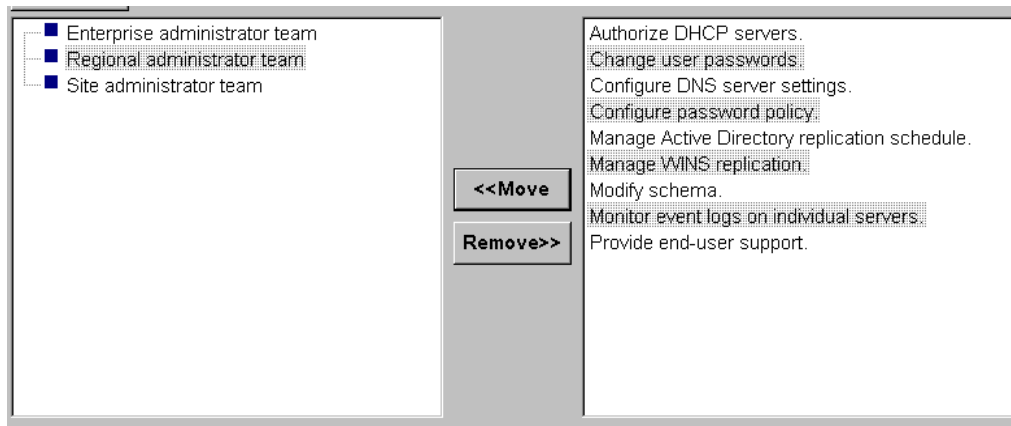 Enterprise administrator team
Regional administrator team
Site administrator team
<<Move
Remove>>
Authorize DHCP servers.
Change user passwords.
Configure DNS server settings.
Configure password policy.
Manage Active Directory replication schedule.
Manage WINS replication.
Modify schema.
Monitor event logs on individual servers.
Provide end-user support.